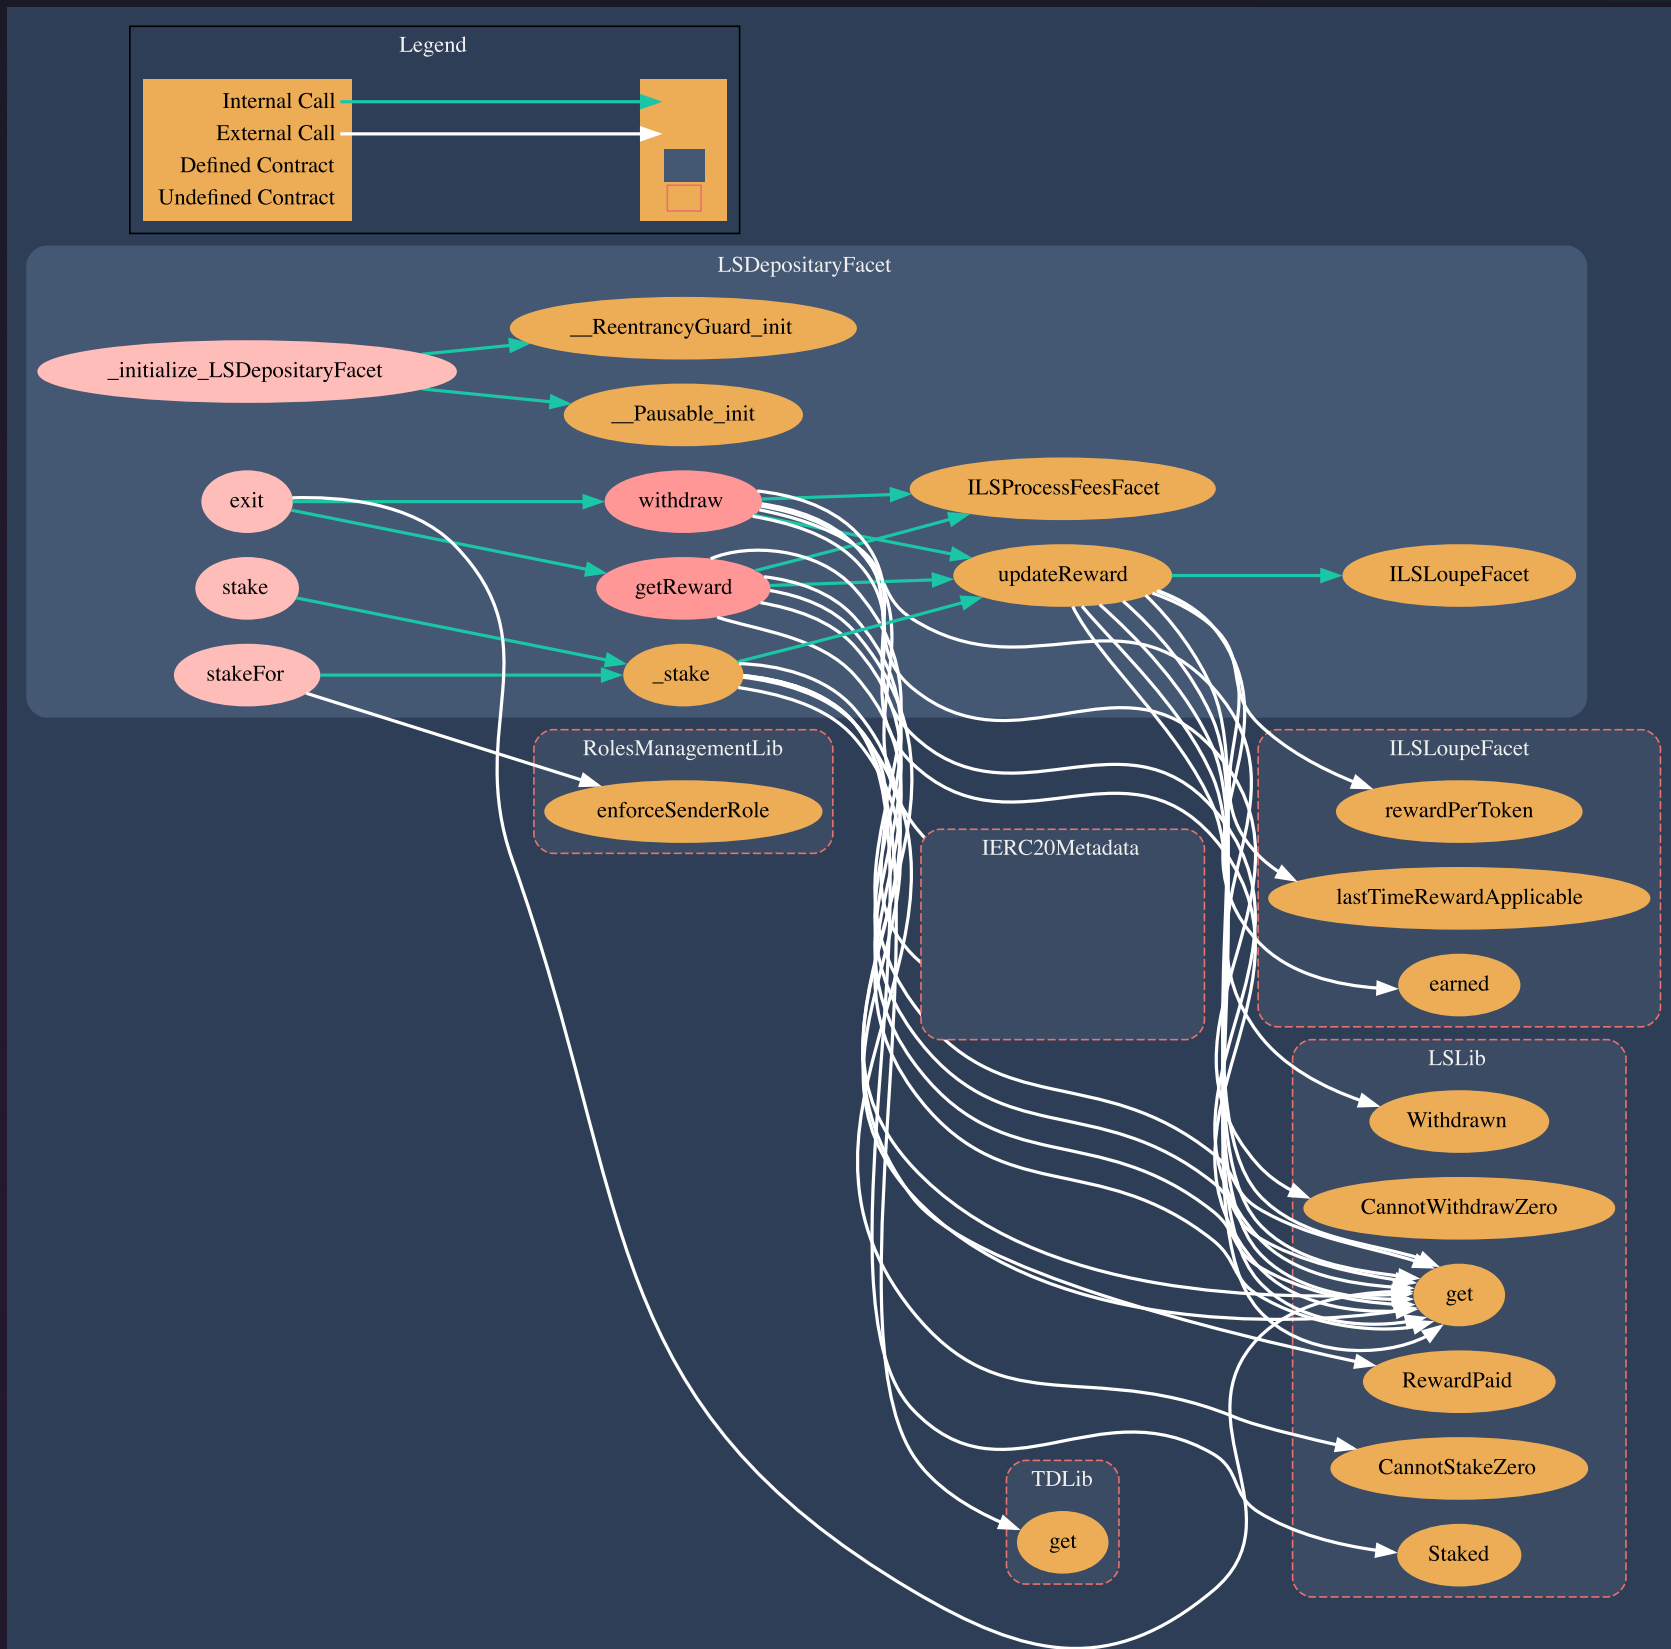 Legend
Internal Call
External Call
Defined Contract
Undefined Contract
LSDepositaryFacet
__ReentrancyGuard_init
_initialize_LSDepositaryFacet
__Pausable_init
exit
withdraw
ILSProcessFeesFacet
stake
getReward
updateReward
ILSLoupeFacet
stakeFor
_stake
RolesManagementLib
enforceSenderRole
ILSLoupeFacet
rewardPerToken
lastTimeRewardApplicable
earned
IERC20Metadata
LSLib
Withdrawn
CannotWithdrawZero
get
RewardPaid
CannotStakeZero
Staked
TDLib
get